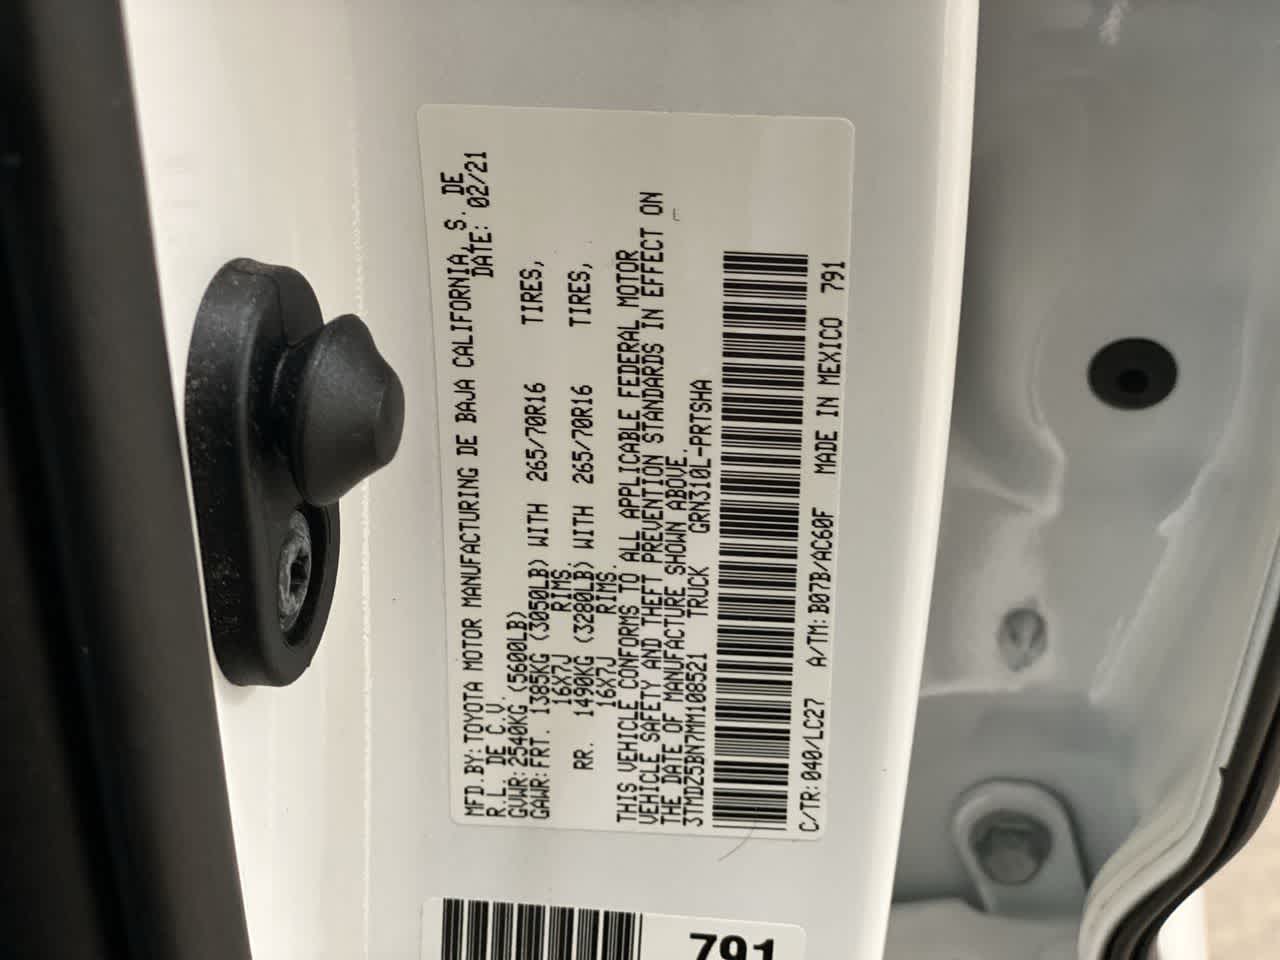 MFD.BY:TOYOTA MOTOR MANUFACTURING DE BAJA CALIFORNIA, S. DE
R.L. DE C.V. DATE: 02/21
GVWR:2540KG (5600LB)
GAWR:FRT. 1385KG (3050LB) WITH 265/70R16 TIRES,
16X7J RIMS.
RR. 1490KG (3280LB) WITH 265/70R16 TIRES,
16X7J RIMS.
THIS VEHICLE CONFORMS TO ALL APPLICABLE FEDERAL MOTOR
VEHICLE SAFETY AND THEFT PREVENTION STANDARDS IN EFFECT ON
THE DATE OF MANUFACTURE SHOWN ABOVE.
3TMDZ5BN7MM108521 TRUCK GRN310L-PRTSHA
C/TR:040/LC27 A/TM:B07B/AC60F MADE IN MEXICO 791
791